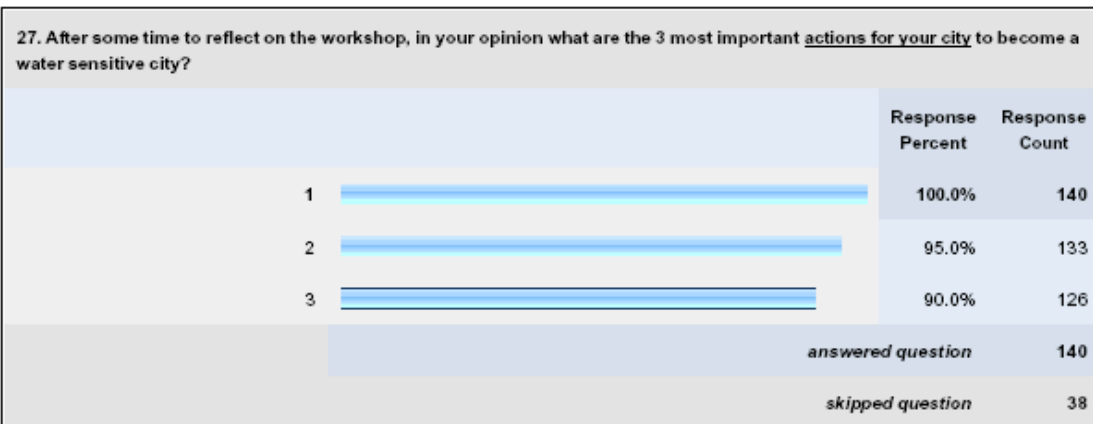 27. After some time to reflect on the workshop, in your opinion what are the 3 most important actions for your city to become a
water sensitive city?
Response Percent Response Count
1 100.0% 140
2 95.0% 133
3 90.0% 126
answered question 140
skipped question 38